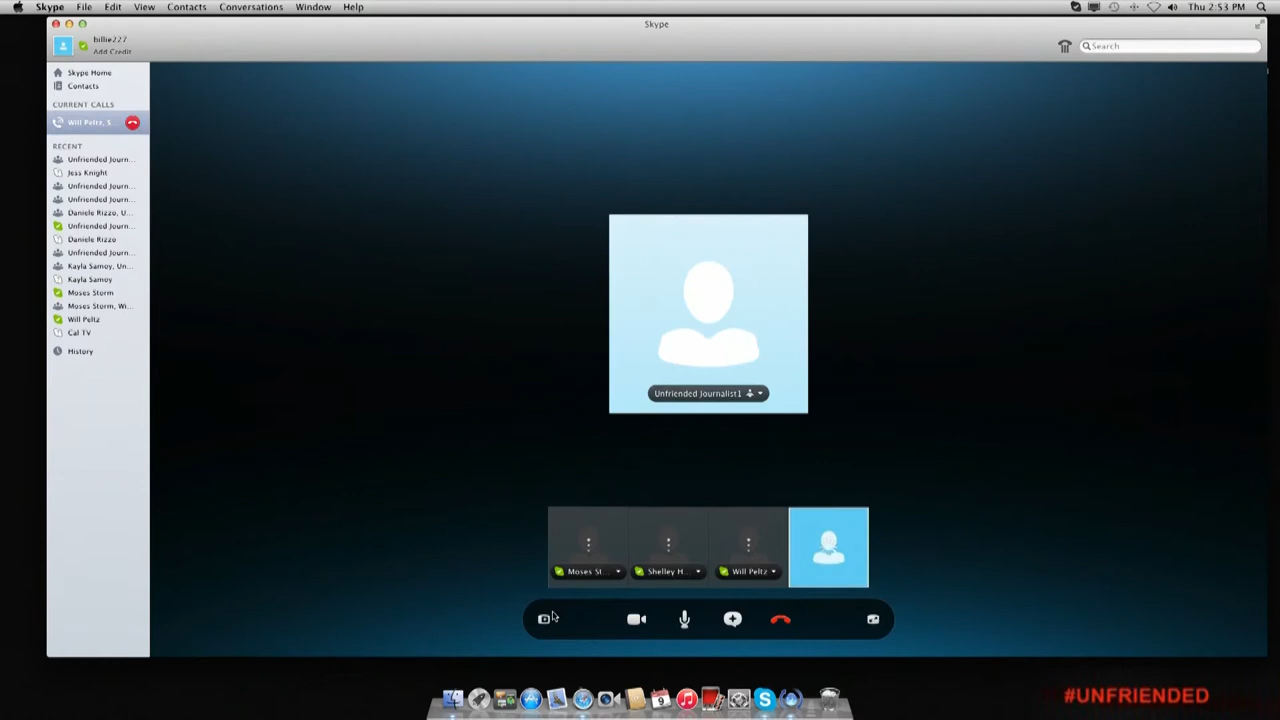 Skype File Edit View Contacts Conversations Window Help Thu 2:53 PM
Skype
billie227
Add Credit
Search
Skype Home
Contacts
CURRENT CALLS
Will Peltz, S
RECENT
Unfriended Journ...
Jess Knight
Unfriended Journ...
Unfriended Journ...
Daniele Rizzo, U...
Unfriended Journ...
Daniele Rizzo
Unfriended Journ...
Kayla Samoy, Un...
Kayla Samoy
Moses Storm
Moses Storm, Wi...
Will Peltz
Cal TV
History
Unfriended Journalist1
Moses St... Shelley H... Will Peltz
9
#UNFRIENDED